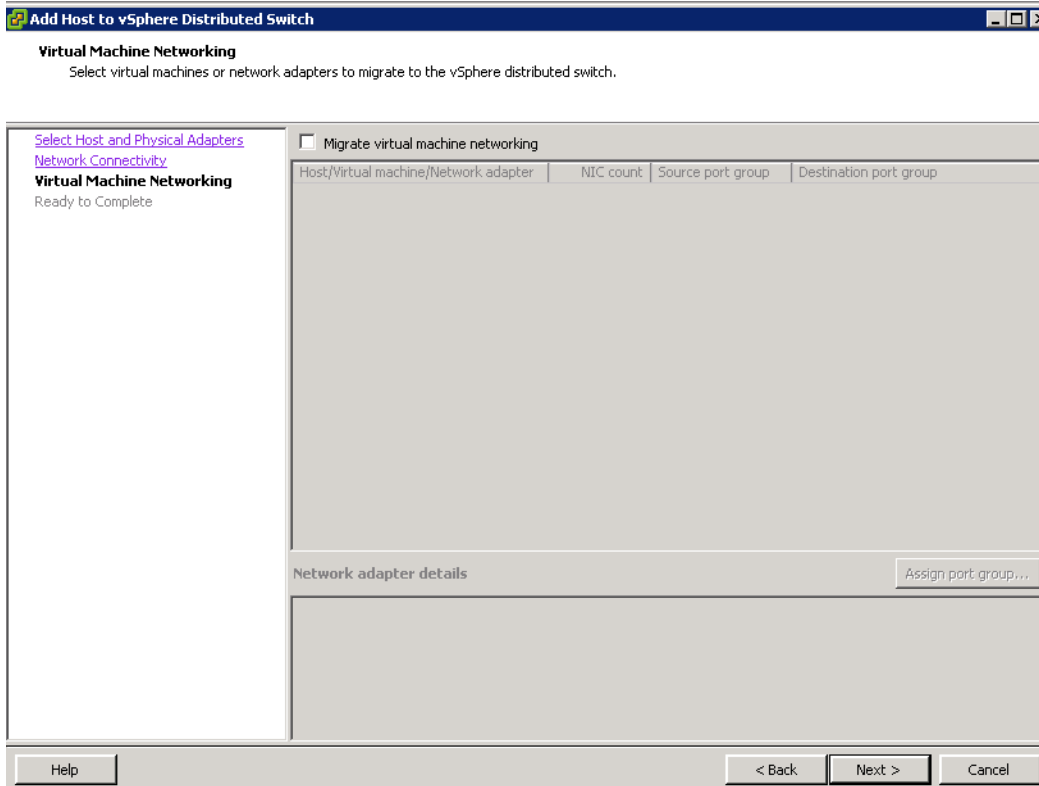 Add Host to vSphere Distributed Switch
Virtual Machine Networking
Select virtual machines or network adapters to migrate to the vSphere distributed switch.
Select Host and Physical Adapters
Network Connectivity
Virtual Machine Networking
Ready to Complete
Migrate virtual machine networking
Host/Virtual machine/Network adapter NIC count Source port group Destination port group
Network adapter details
Assign port group...
Help
< Back
Next >
Cancel